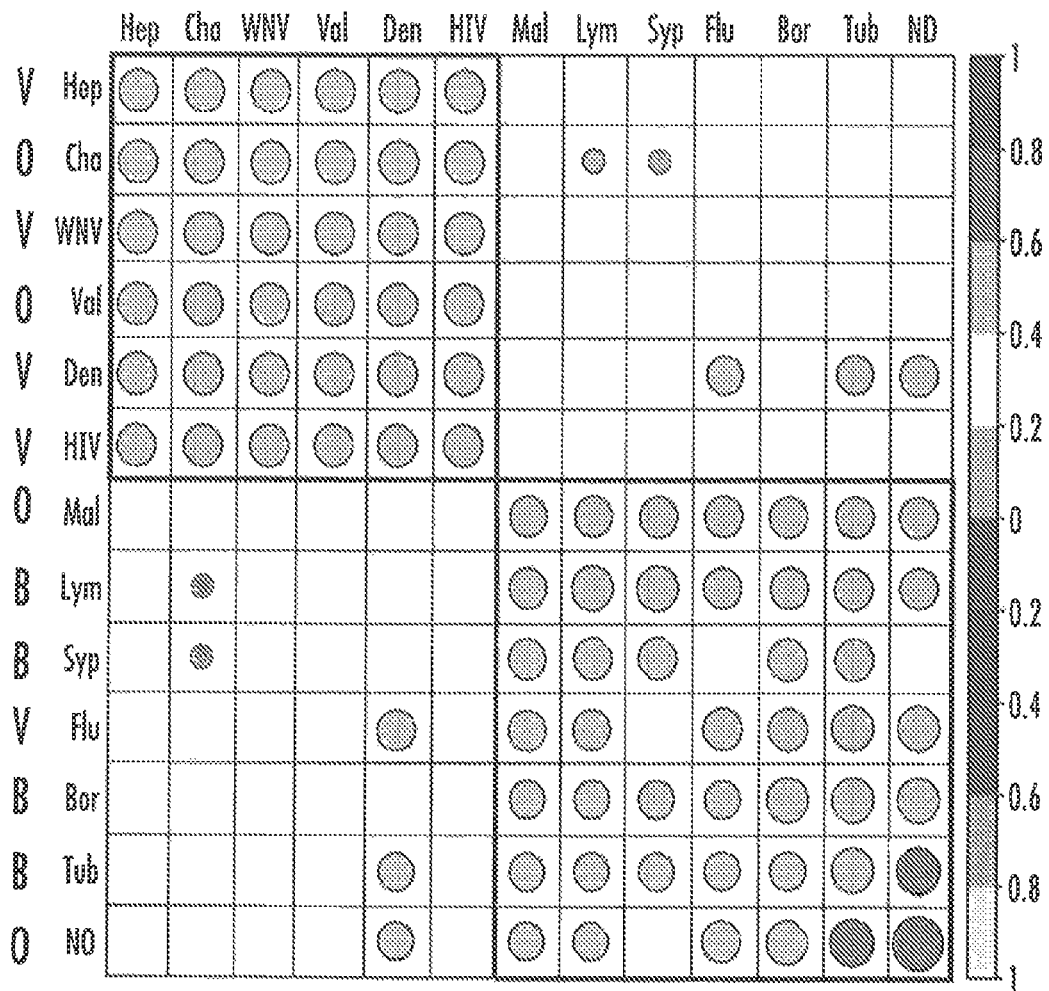 Hep Cha WNV Val Den HIV Mal Lym Syp Flu Bor Tub ND
V Hop
O Cha
V WNV
O Val
V Den
V HIV
O Mal
B Lym
B Syp
V Flu
B Bor
B Tub
O NO
1
0.8
0.6
0.4
0.2
0
0.2
0.4
0.6
0.8
1